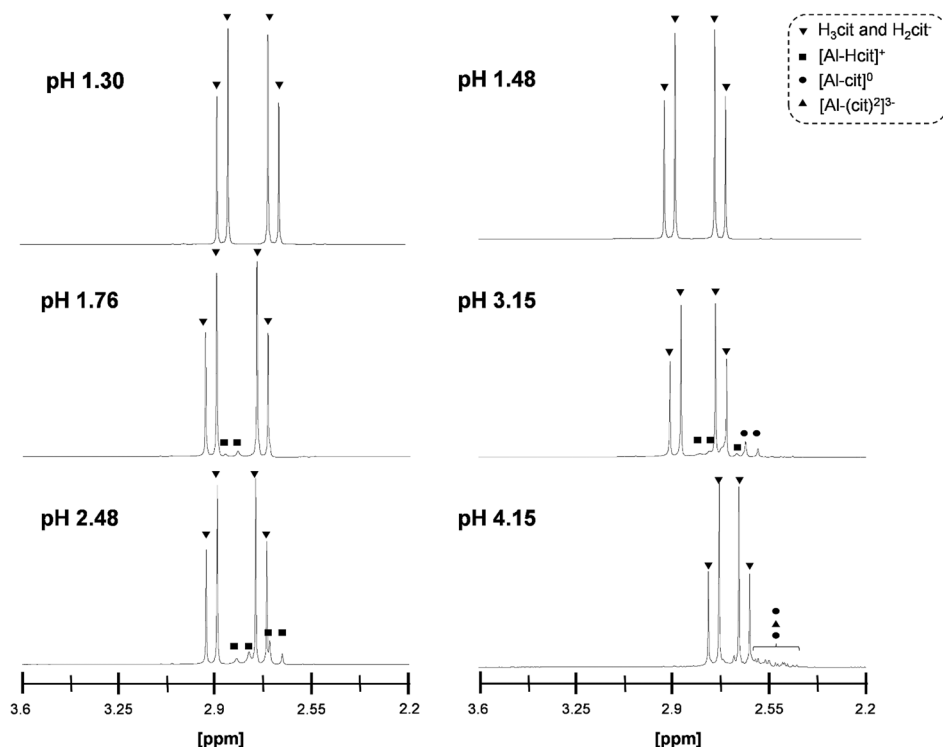 pH 1.30
pH 1.48
▼ H₃cit and H₂cit⁻
■ [Al-Hcit]⁺
● [Al-cit]⁰
▲ [Al-(cit)²]³⁻
pH 1.76
pH 3.15
pH 2.48
pH 4.15
3.6 3.25 2.9 2.55 2.2
[ppm]
3.6 3.25 2.9 2.55 2.2
[ppm]